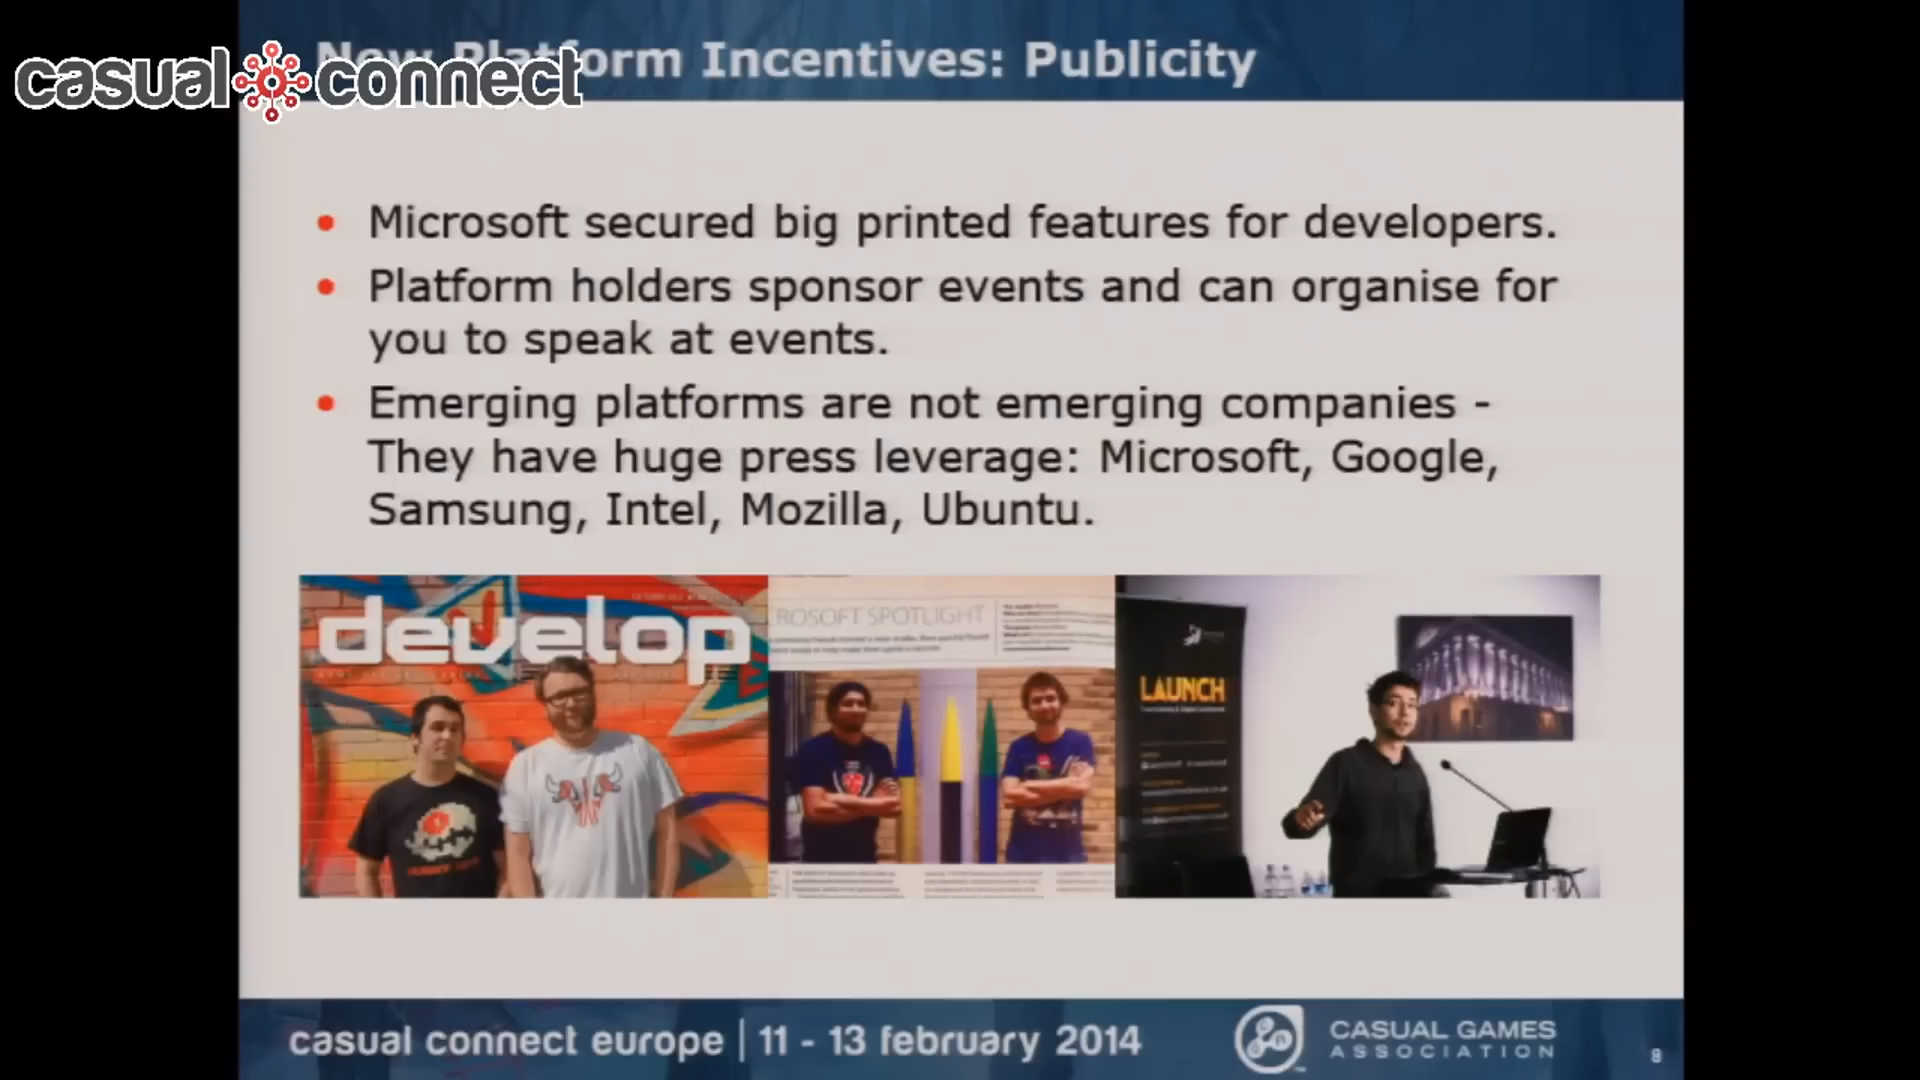 New Platform Incentives: Publicity
casual connect
Microsoft secured big printed features for developers.
Platform holders sponsor events and can organise for
you to speak at events.
Emerging platforms are not emerging companies -
They have huge press leverage: Microsoft, Google,
Samsung, Intel, Mozilla, Ubuntu.
develop
ROSOFT SPOTLIGHT
LAUNCH
casual connect europe | 11 - 13 february 2014
CASUAL GAMES
ASSOCIATION
8